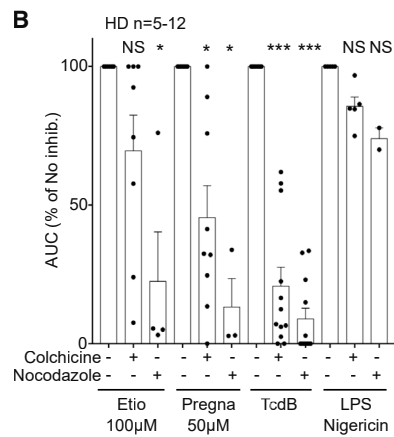 B
HD n=5-12
NS * * * *** *** NS NS
100
50
0
AUC (% of No inhib.)
Colchicine - + - - + - - + - - + -
Nocodazole - - + - - + - - + - - +
Etio Pregna TcdB LPS
100µM 50µM Nigericin